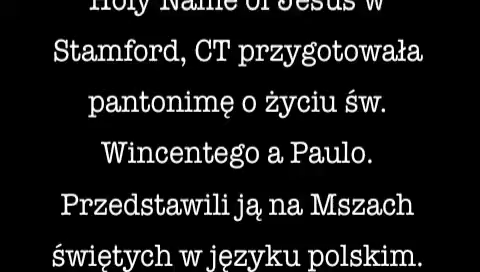 Holy Name of Jesus w
Stamford, CT przygotowała
pantonimę o życiu św.
Wincentego a Paulo.
Przedstawili ją na Mszach
świętych w języku polskim.